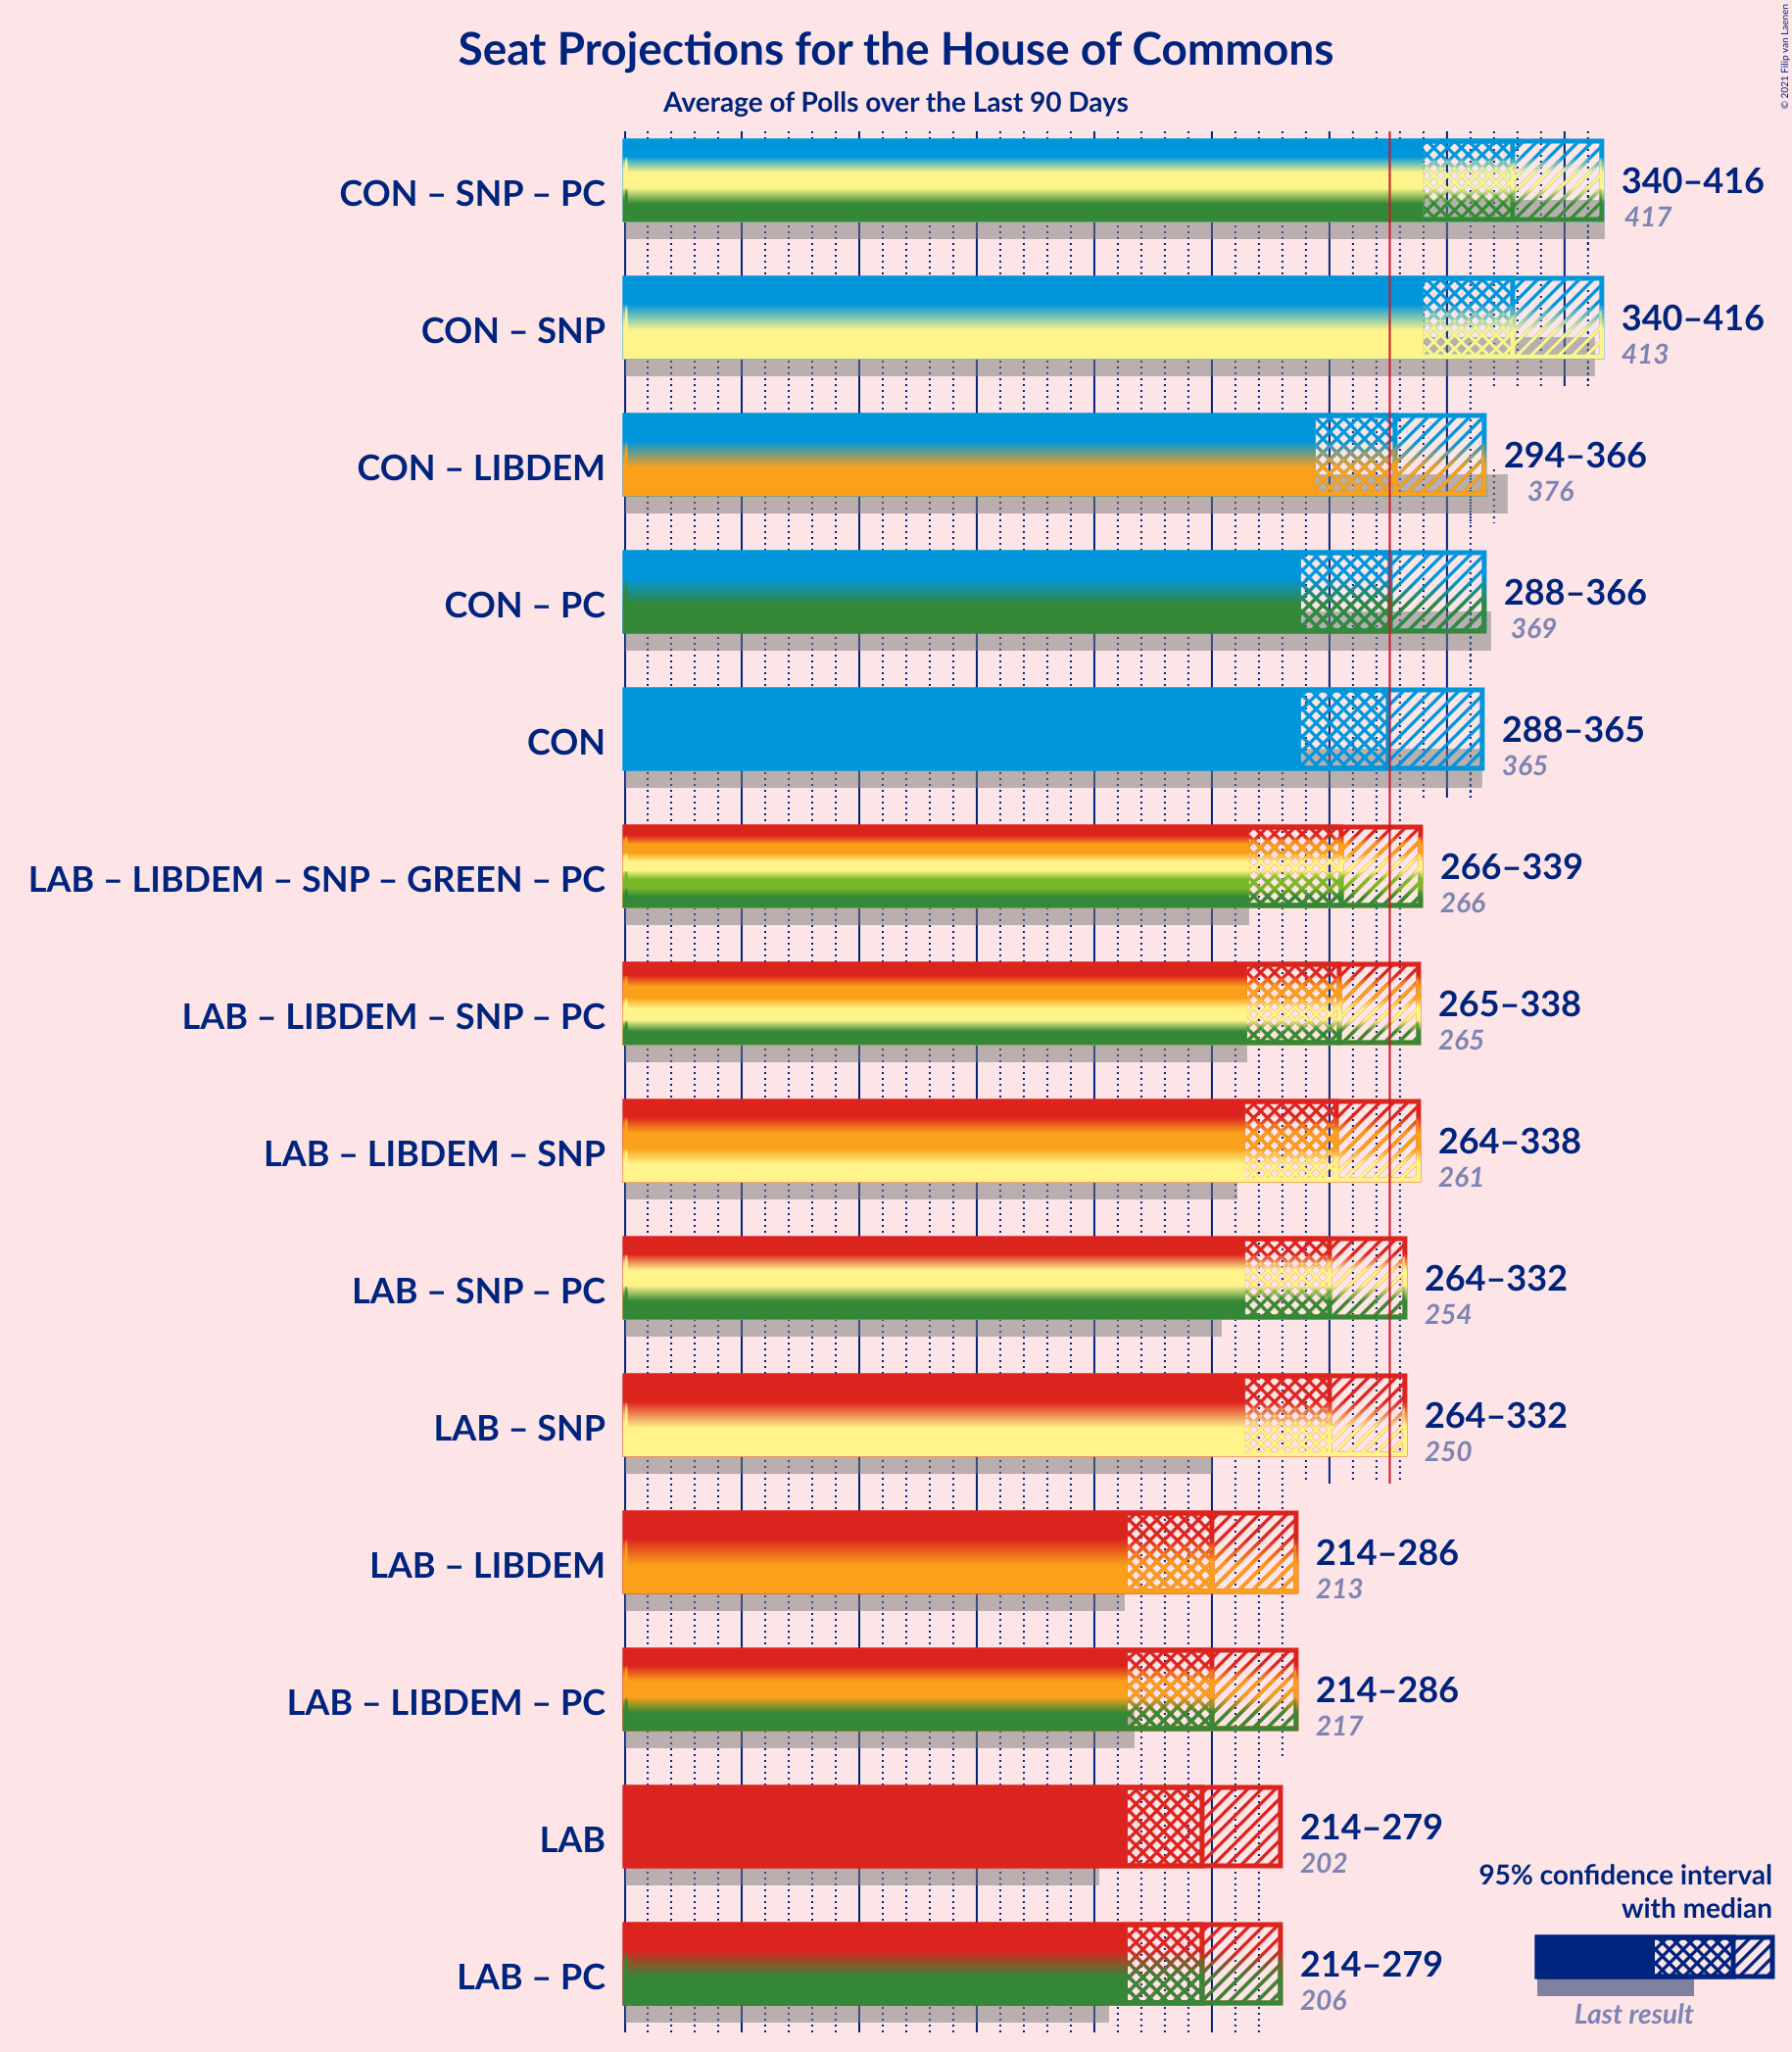 Seat Projections for the House of Commons
Average of Polls over the Last 90 Days
© 2021 Filip van Laenen
CON – SNP – PC
340–416
417
CON – SNP
340–416
413
CON – LIBDEM
294–366
376
CON – PC
288–366
369
CON
288–365
365
LAB – LIBDEM – SNP – GREEN – PC
266–339
266
LAB – LIBDEM – SNP – PC
265–338
265
LAB – LIBDEM – SNP
264–338
261
LAB – SNP – PC
264–332
254
LAB – SNP
264–332
250
LAB – LIBDEM
214–286
213
LAB – LIBDEM – PC
214–286
217
LAB
214–279
202
LAB – PC
214–279
206
95% confidence interval
with median
Last result